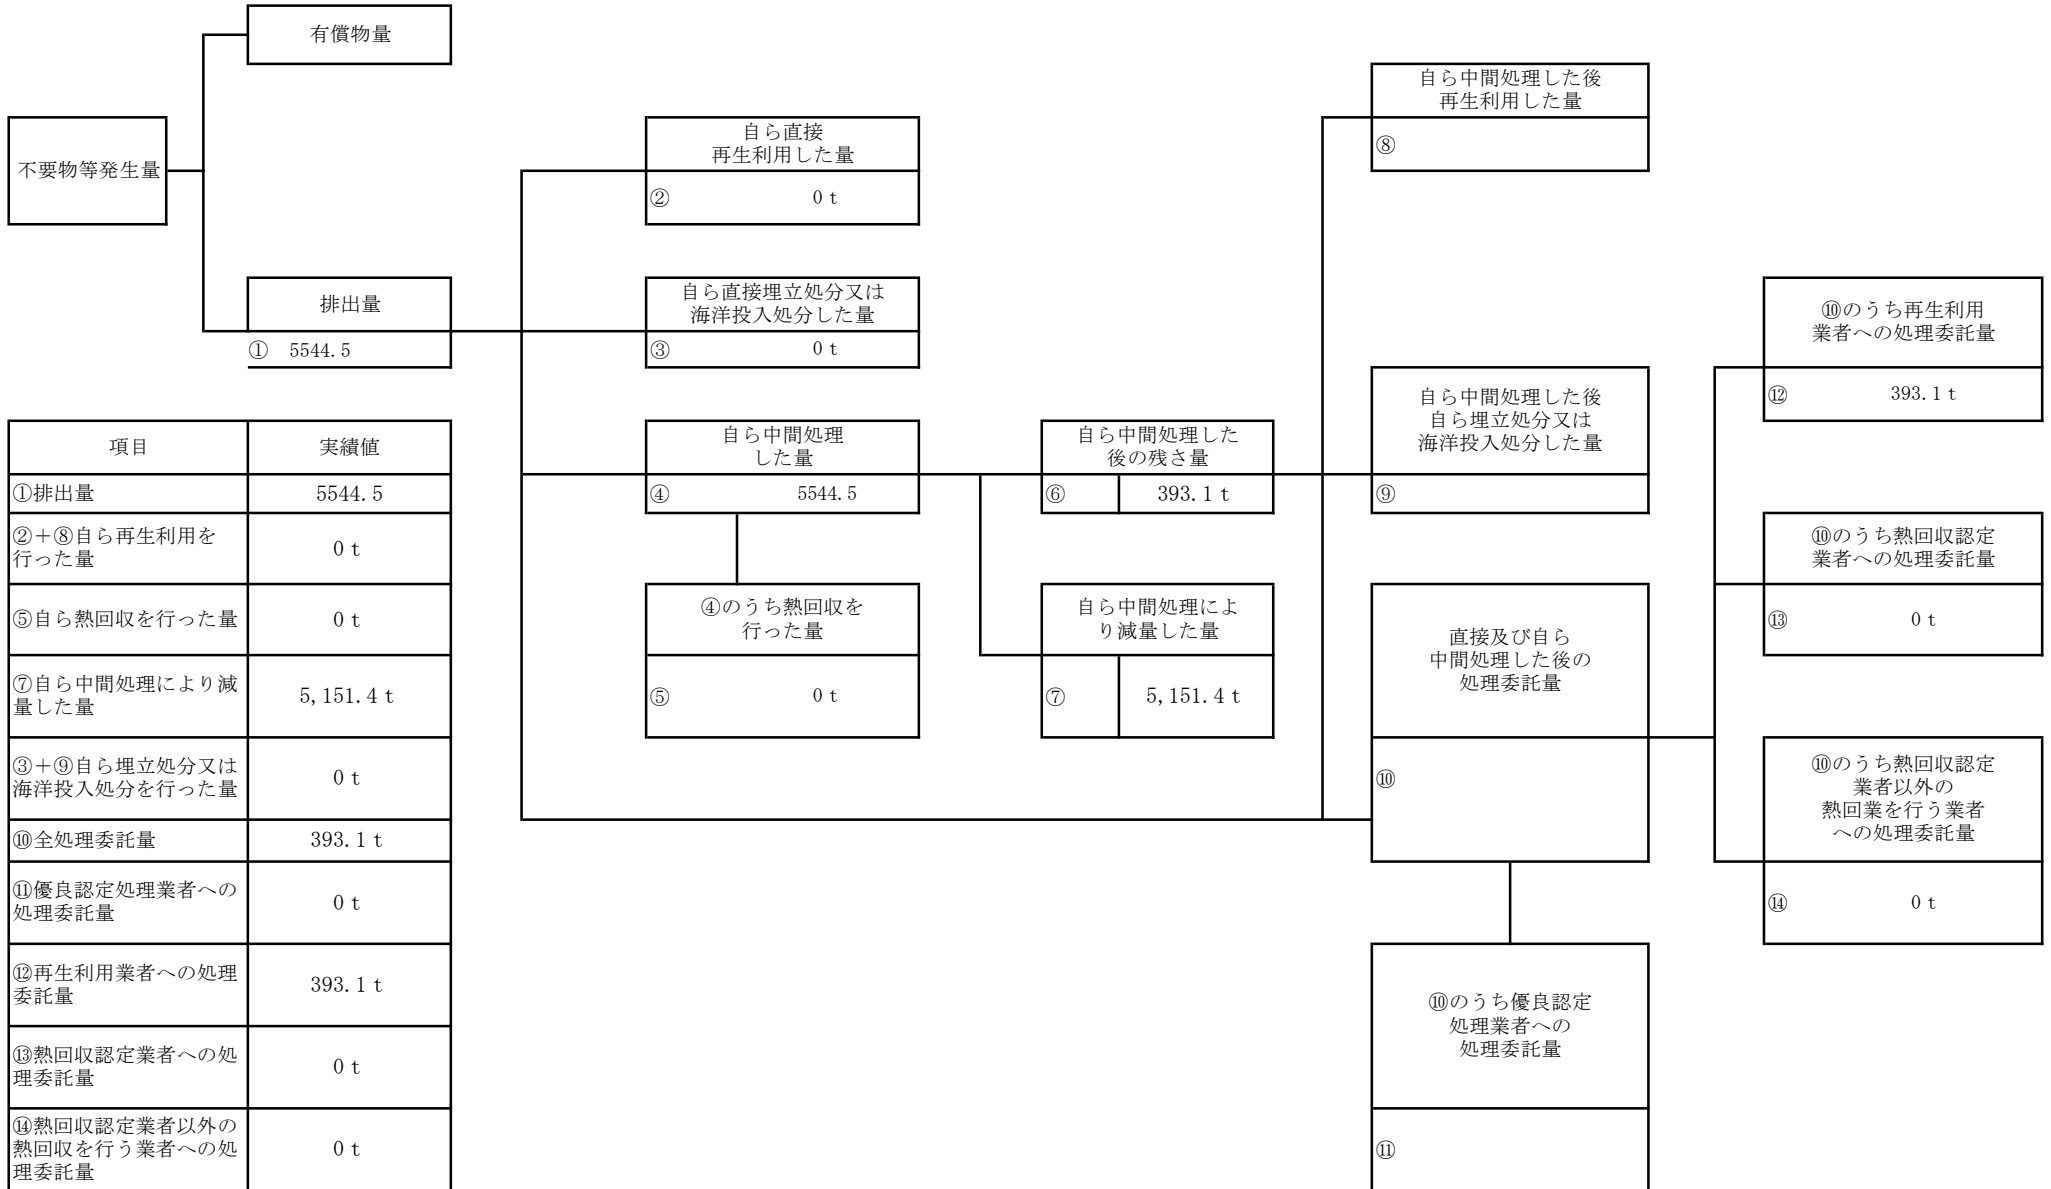 有償物量
不要物等発生量
排出量
① 5544.5
自ら直接
再生利用した量
② 0 t
自ら直接埋立処分又は
海洋投入処分した量
③ 0 t
自ら中間処理
した量
④ 5544.5
④のうち熱回収を
行った量
⑤ 0 t
自ら中間処理した
後の残さ量
⑥ 393.1 t
自ら中間処理によ
り減量した量
⑦ 5,151.4 t
自ら中間処理した後
再生利用した量
⑧
自ら中間処理した後
自ら埋立処分又は
海洋投入処分した量
⑨
直接及び自ら
中間処理した後の
処理委託量
⑩
⑩のうち優良認定
処理業者への
処理委託量
⑪
⑩のうち再生利用
業者への処理委託量
⑫ 393.1 t
⑩のうち熱回収認定
業者への処理委託量
⑬ 0 t
⑩のうち熱回収認定
業者以外の
熱回業を行う業者
への処理委託量
⑭ 0 t
項目 実績値
①排出量 5544.5
②＋⑧自ら再生利用を
行った量 0 t
⑤自ら熱回収を行った量 0 t
⑦自ら中間処理により減
量した量 5,151.4 t
③＋⑨自ら埋立処分又は
海洋投入処分を行った量 0 t
⑩全処理委託量 393.1 t
⑪優良認定処理業者への
処理委託量 0 t
⑫再生利用業者への処理
委託量 393.1 t
⑬熱回収認定業者への処
理委託量 0 t
⑭熱回収認定業者以外の
熱回収を行う業者への処
理委託量 0 t